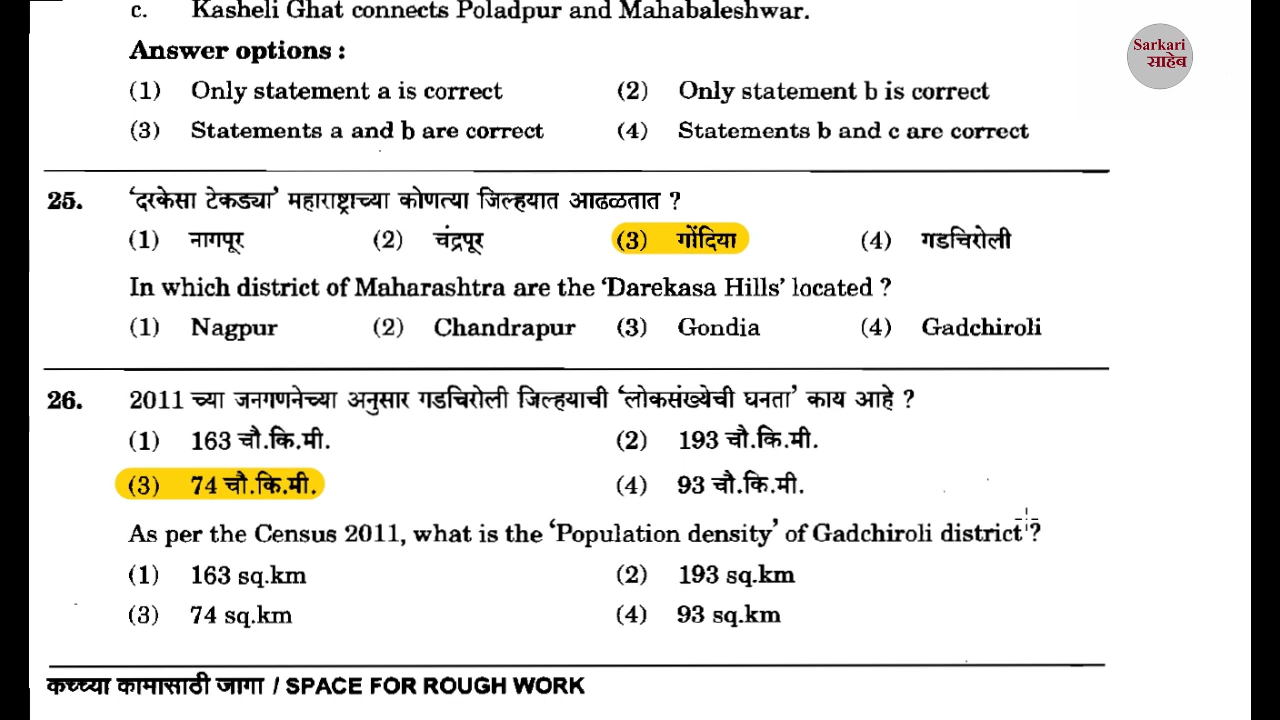 c. Kasheli Ghat connects Poladpur and Mahabaleshwar.
Sarkari
साहेब
Answer options :
(1) Only statement a is correct (2) Only statement b is correct
(3) Statements a and b are correct (4) Statements b and c are correct
25. ‘दरकेसा टेकड्या’ महाराष्ट्राच्या कोणत्या जिल्हयात आढळतात ?
(1) नागपूर (2) चंद्रपूर (3) गोंदिया (4) गडचिरोली
In which district of Maharashtra are the ‘Darekasa Hills’ located ?
(1) Nagpur (2) Chandrapur (3) Gondia (4) Gadchiroli
26. 2011 च्या जनगणनेच्या अनुसार गडचिरोली जिल्हयाची ‘लोकसंख्येची घनता’ काय आहे ?
(1) 163 चौ.कि.मी. (2) 193 चौ.कि.मी.
(3) 74 चौ.कि.मी. (4) 93 चौ.कि.मी.
As per the Census 2011, what is the ‘Population density’ of Gadchiroli district ?
(1) 163 sq.km (2) 193 sq.km
(3) 74 sq.km (4) 93 sq.km
कच्च्या कामासाठी जागा / SPACE FOR ROUGH WORK